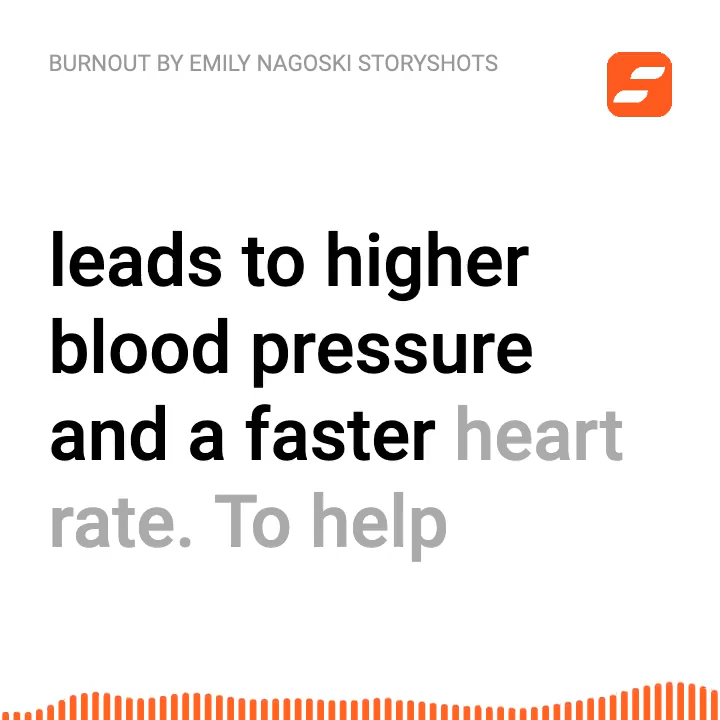 BURNOUT BY EMILY NAGOSKI STORYSHOTS
leads to higher
blood pressure
and a faster heart
rate. To help